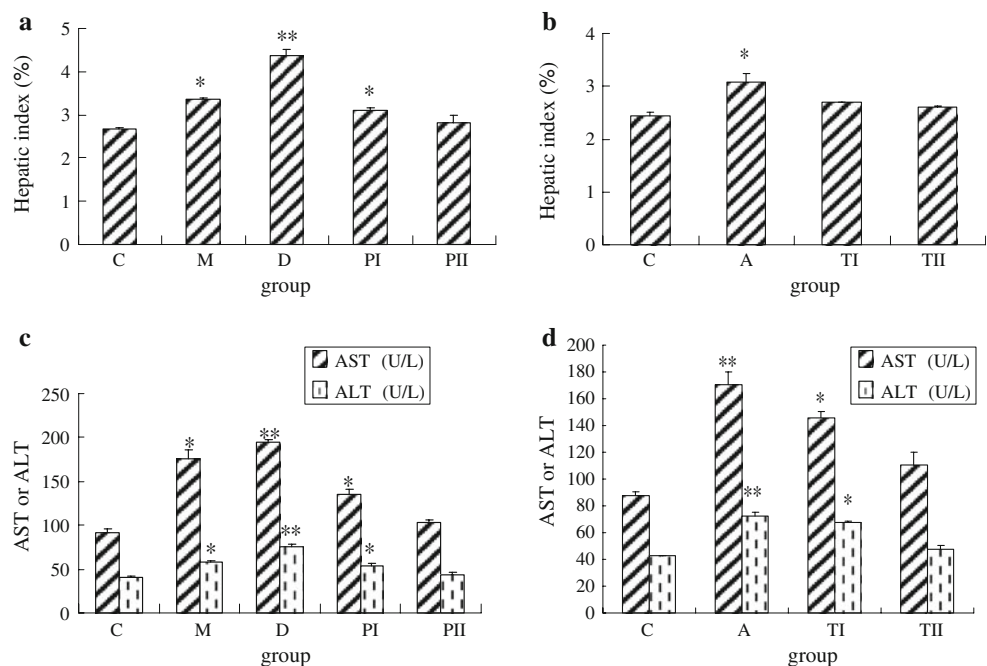 a
Hepatic index (%)
5
4
3
2
1
0
*
**
*
C M D PI PII
group
b
Hepatic index (%)
4
3
2
1
0
*
C A TI TII
group
c
AST (U/L)
ALT (U/L)
AST or ALT
250
200
150
100
50
0
* ** *
* ** *
C M D PI PII
group
d
AST (U/L)
ALT (U/L)
AST or ALT
200
180
160
140
120
100
80
60
40
20
0
** *
** *
C A TI TII
group